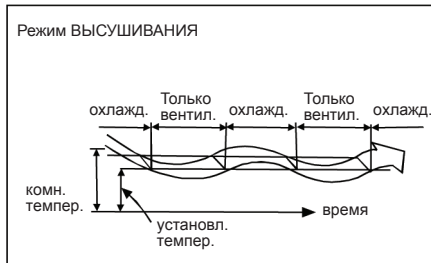 Режим ВЫСУШИВАНИЯ
охлажд.
Только
вентил.
охлажд.
Только
вентил.
охлажд.
комн.
темпер.
время
установл.
темпер.